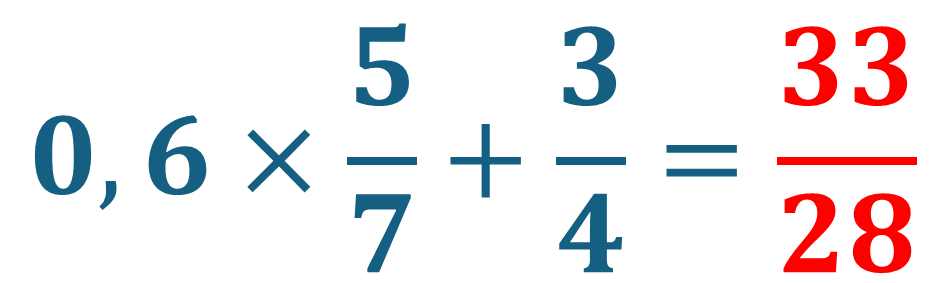 0,6 × 5/7 + 3/4 = 33/28